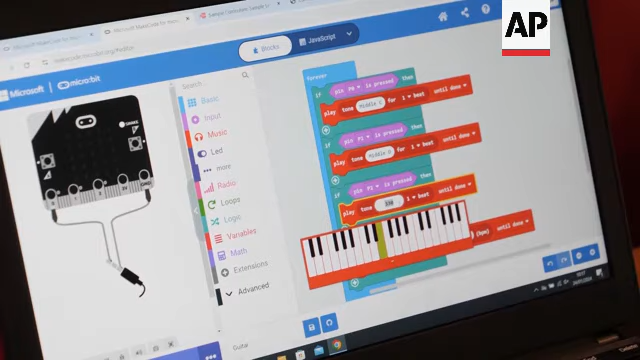 AP
Microsoft MakeCode for micro:bit
Microsoft
micro:bit
Blocks
JavaScript
Search...
Basic
Input
Music
Led
more
Radio
Loops
Logic
Variables
Math
Extensions
Advanced
forever
if pin P0 is pressed then
play tone Middle C for 1 beat until done
if pin P1 is pressed then
play tone Middle D for 1 beat until done
if pin P1 is pressed then
play tone for 1 beat until done
(bpm) until done
Guitar